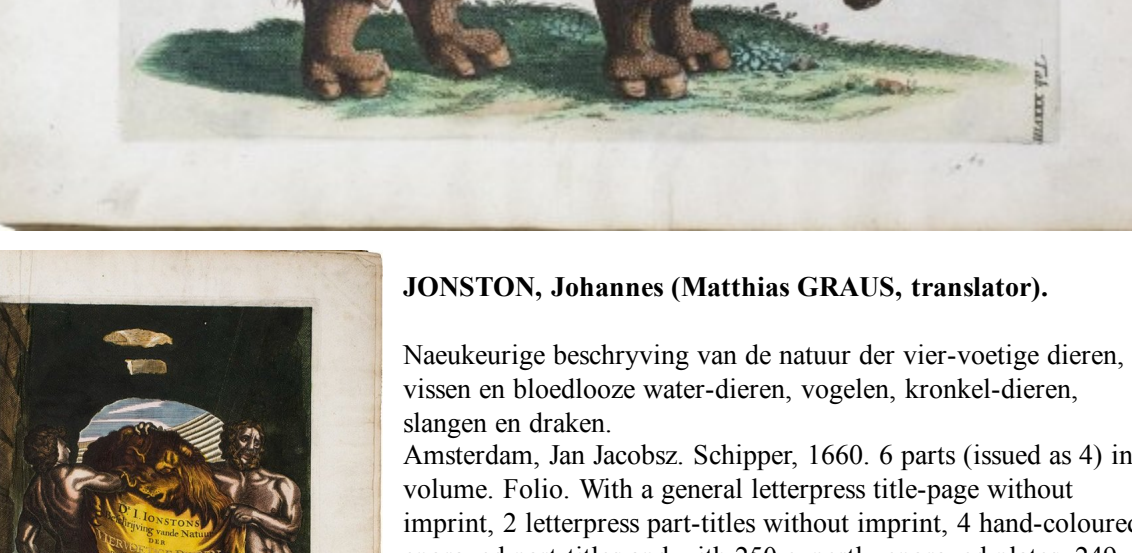 Tab. XXXVIII
JONSTON, Johannes (Matthias GRAUS, translator).
Naeukeurige beschryving van de natuur der vier-voetige dieren,
vissen en bloedlooze water-dieren, vogelen, kronkel-dieren,
slangen en draken.
Amsterdam, Jan Jacobsz. Schipper, 1660. 6 parts (issued as 4) in
volume. Folio. With a general letterpress title-page without
imprint, 2 letterpress part-titles without imprint, 4 hand-coloured
Dr. I. IONSTONS
Beschrijving vande Natuur
DER